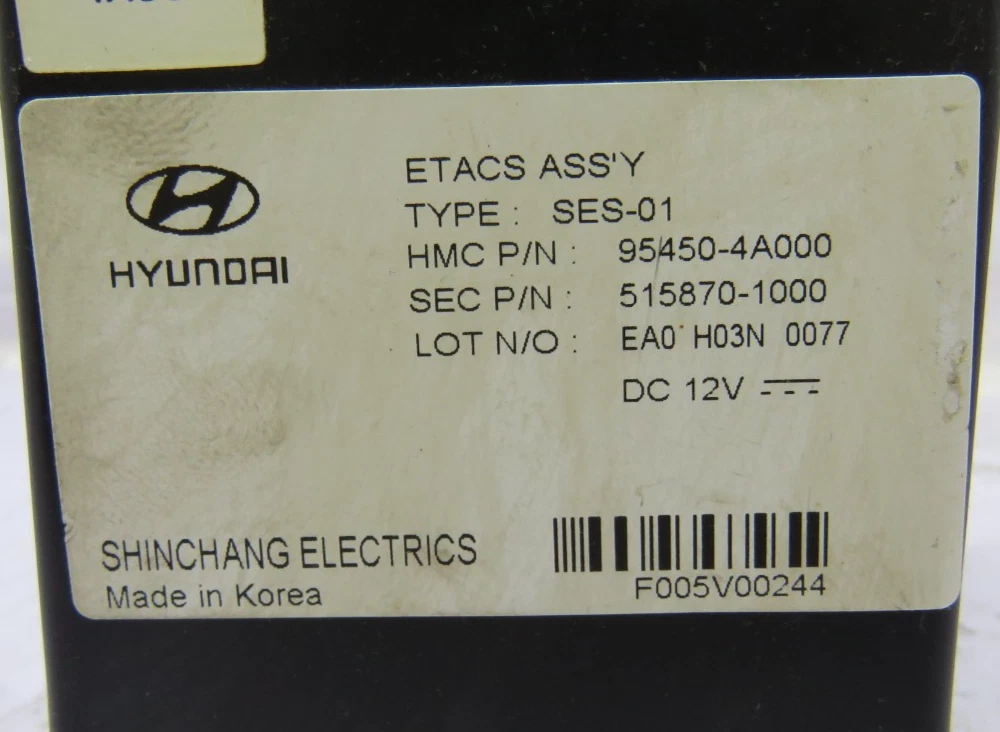 HYUNDAI
ETACS ASS'Y
TYPE : SES-01
HMC P/N : 95450-4A000
SEC P/N : 515870-1000
LOT N/O : EA0 H03N 0077
DC 12V
SHINCHANG ELECTRICS
Made in Korea
F005V00244